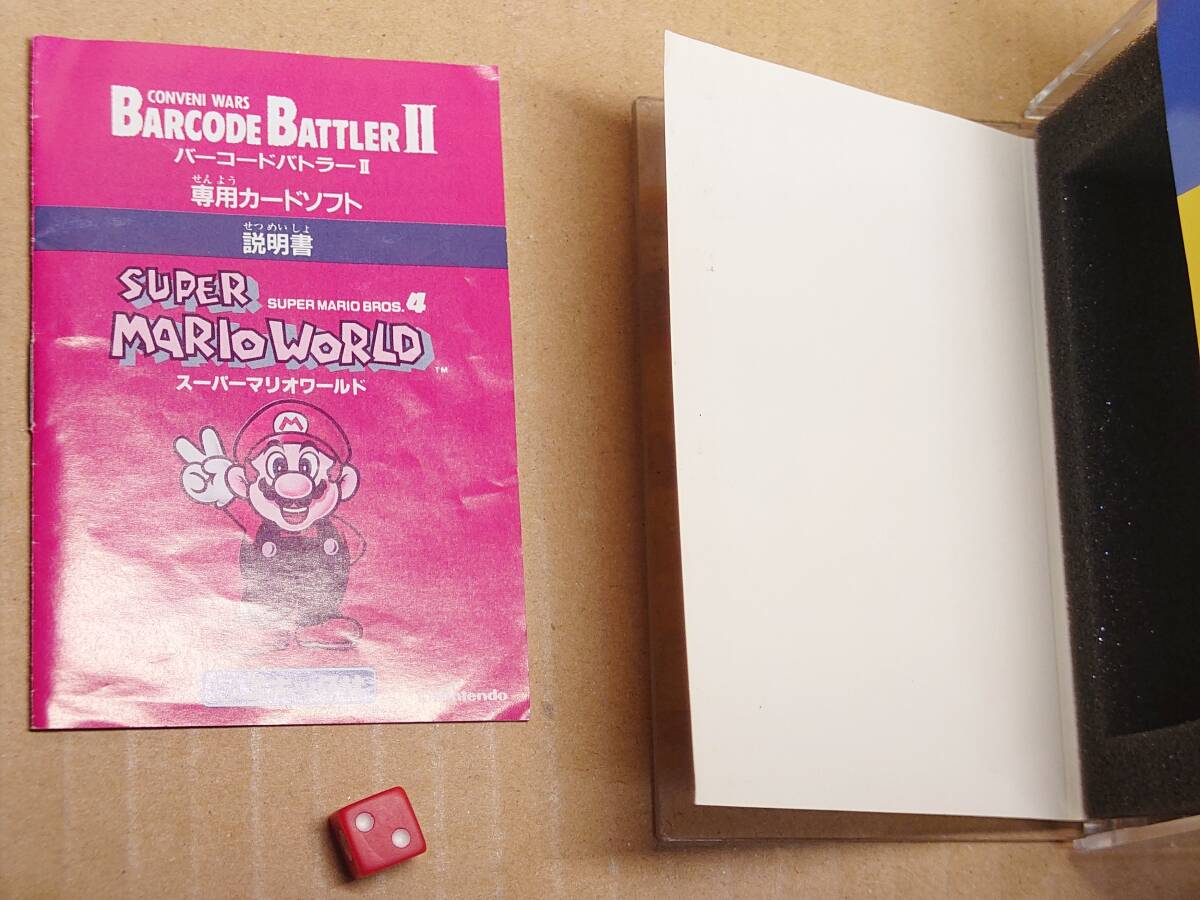 CONVENI WARS
BARCODE BATTLER II
バーコードバトラーII
せんよう
専用カードソフト
せつめいしょ
説明書
SUPER
SUPER MARIO BROS.4
MARIO WORLD
TM
スーパーマリオワールド
M
Nintendo